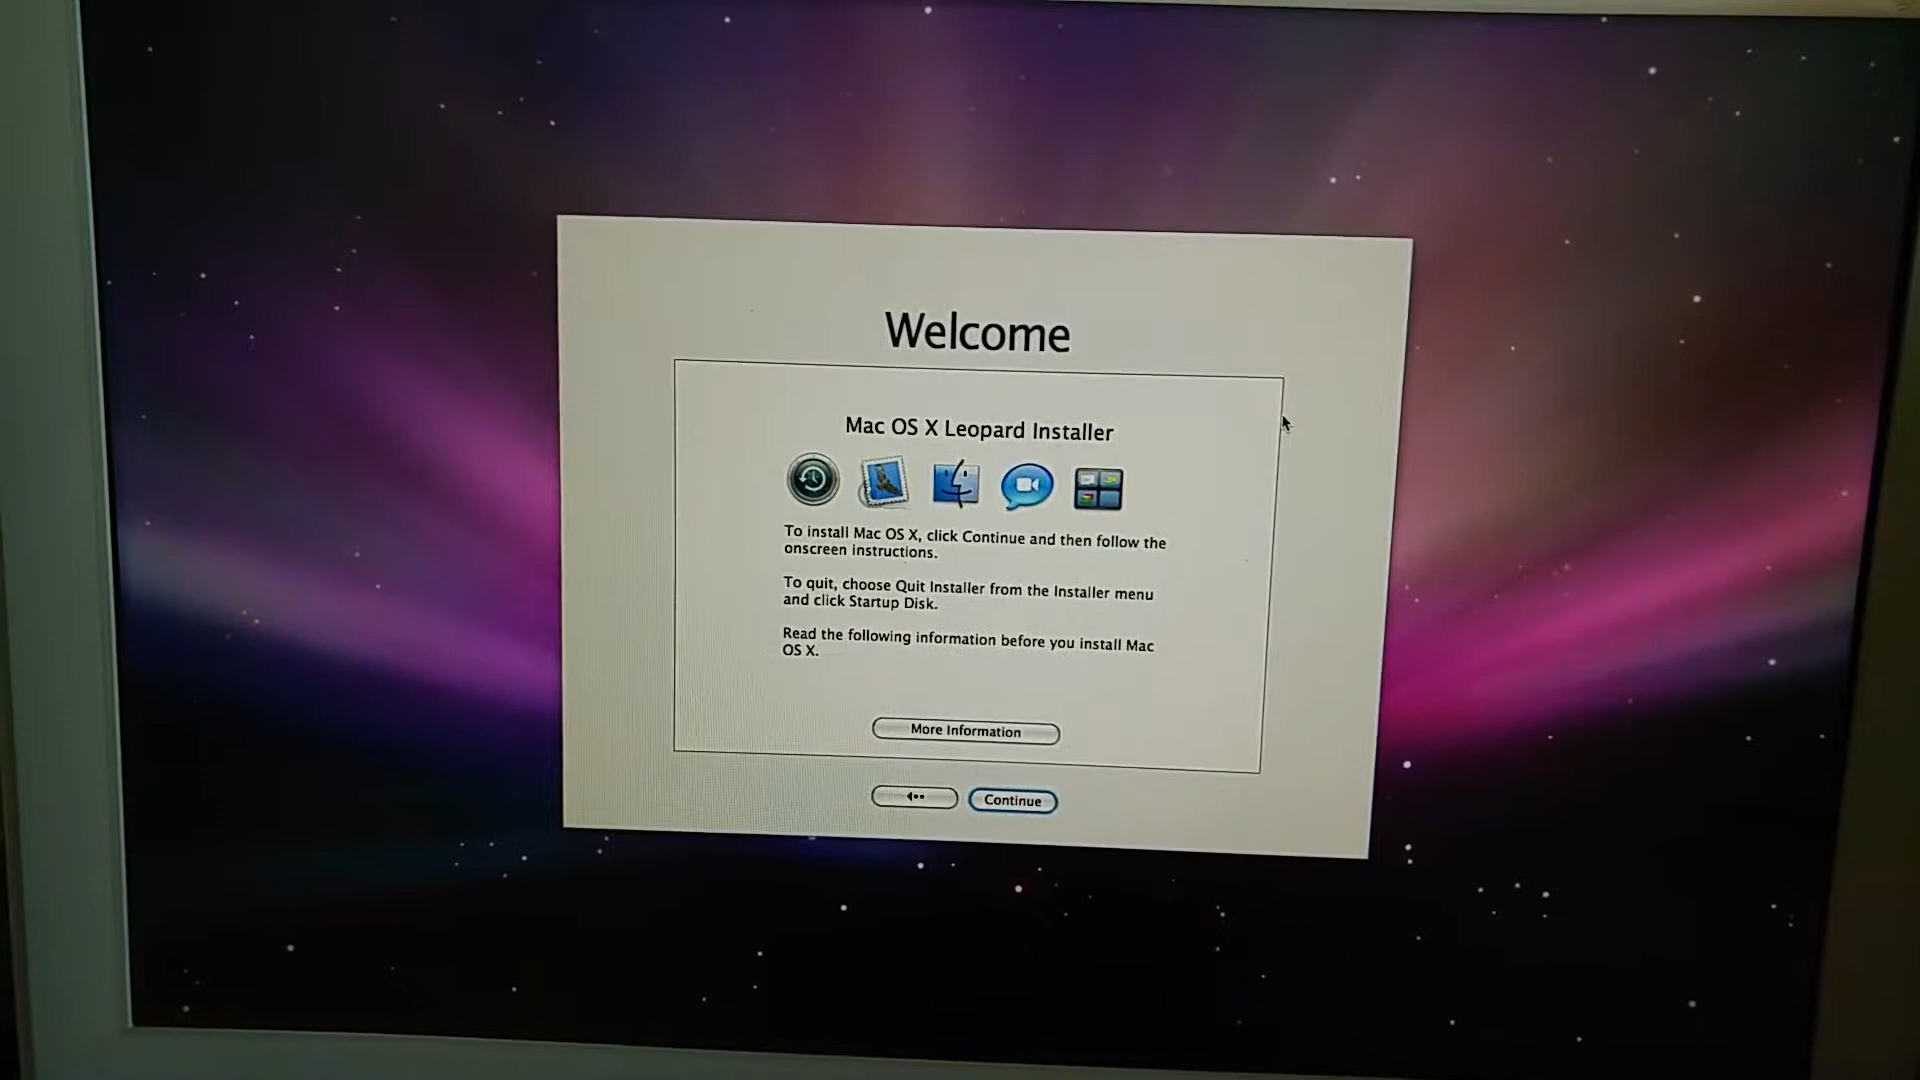 Welcome
Mac OS X Leopard Installer
To install Mac OS X, click Continue and then follow the
onscreen instructions.
To quit, choose Quit Installer from the Installer menu
and click Startup Disk.
Read the following information before you install Mac
OS X.
More Information
Continue